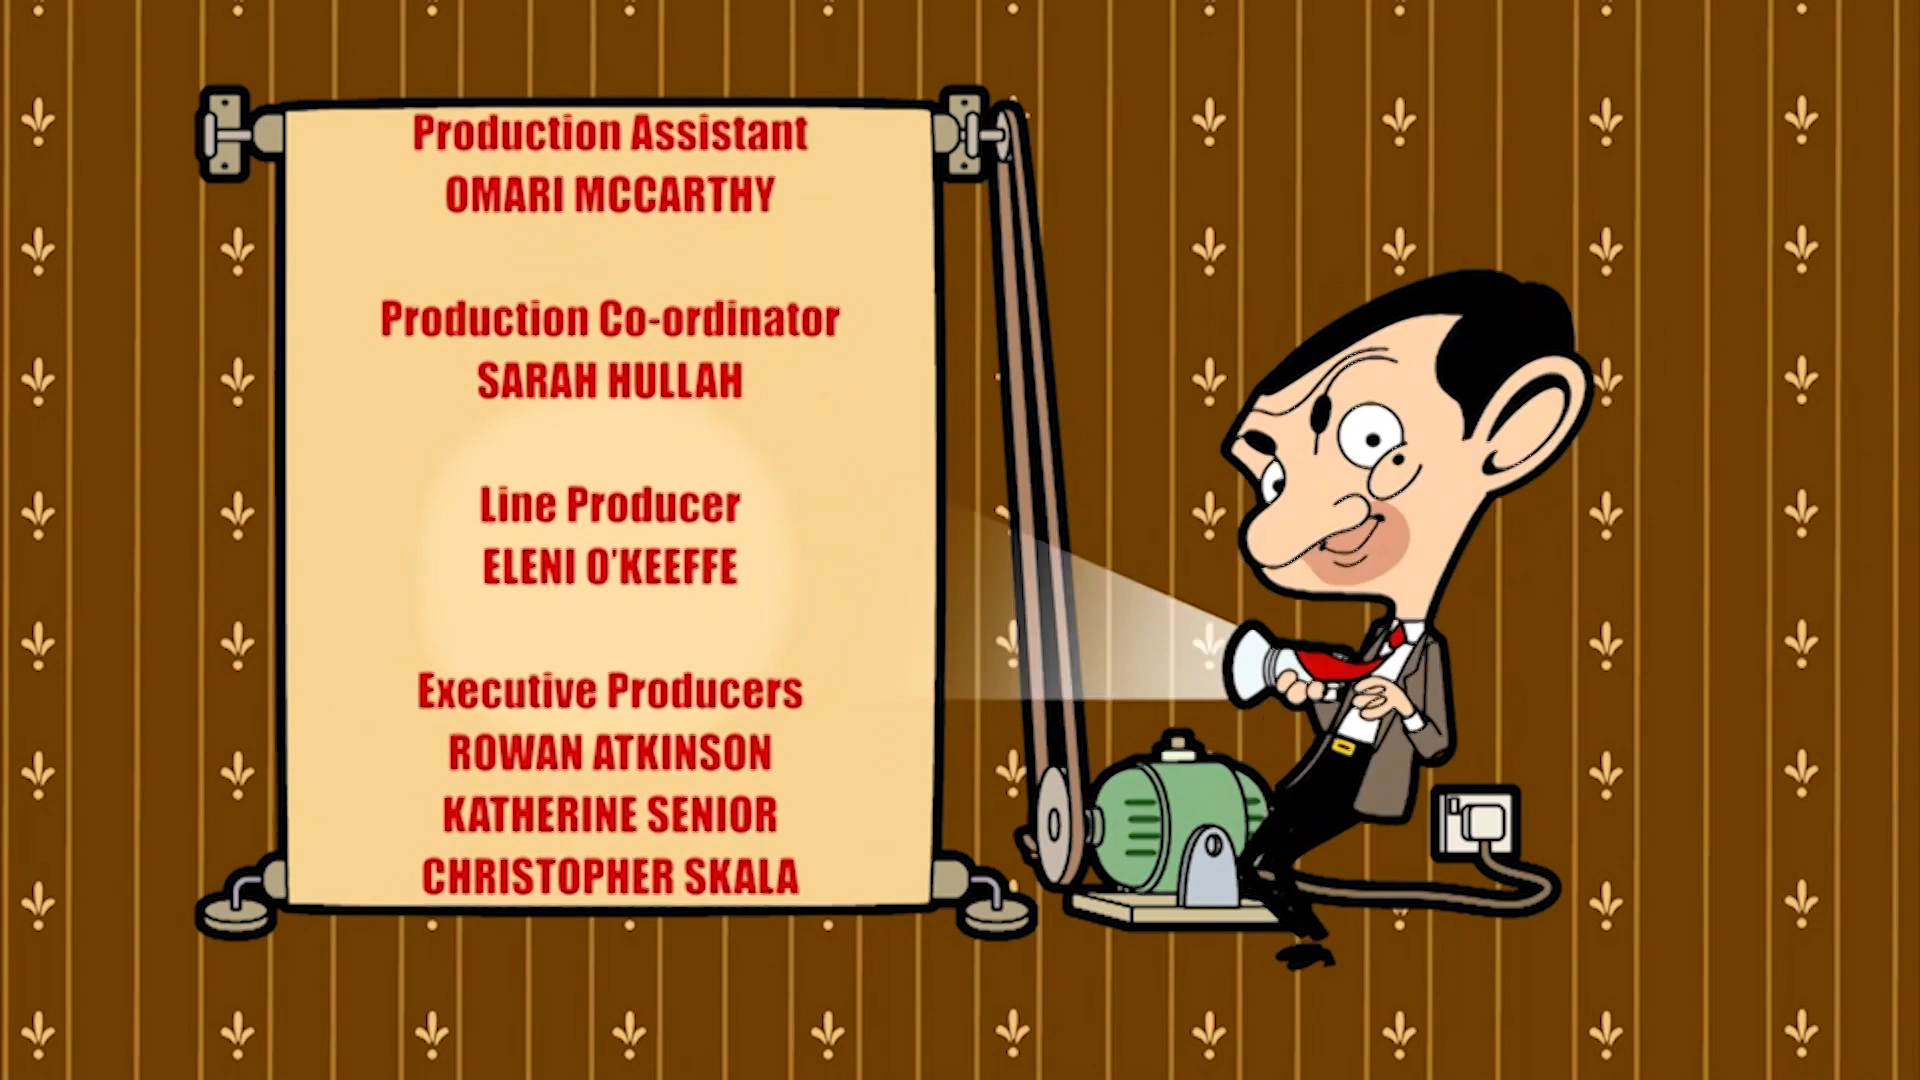 Production Assistant
OMARI MCCARTHY
Production Co-ordinator
SARAH HULLAH
Line Producer
ELENI O'KEEFFE
Executive Producers
ROWAN ATKINSON
KATHERINE SENIOR
CHRISTOPHER SKALA